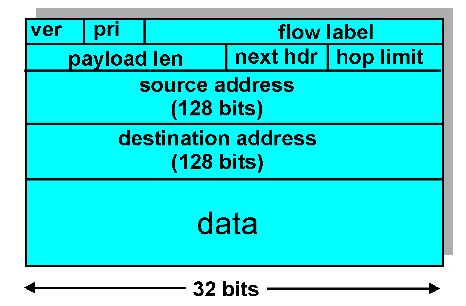 ver pri flow label
payload len next hdr hop limit
source address
(128 bits)
destination address
(128 bits)
data
32 bits